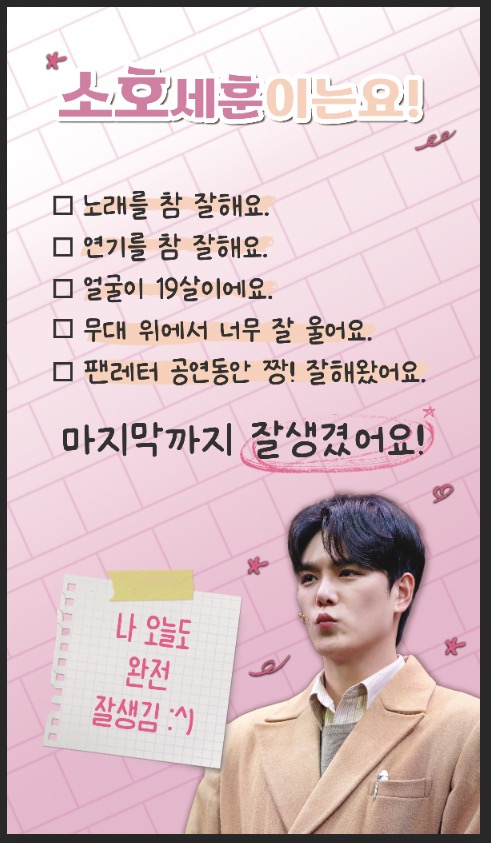 소호세훈이는요!
□ 노래를 참 잘해요.
□ 연기를 참 잘해요.
□ 얼굴이 19살이에요.
□ 무대 위에서 너무 잘 울어요.
□ 팬레터 공연동안 짱! 잘해왔어요.
마지막까지 잘생겼어요!
나 오늘도
완전
잘생김 :^)